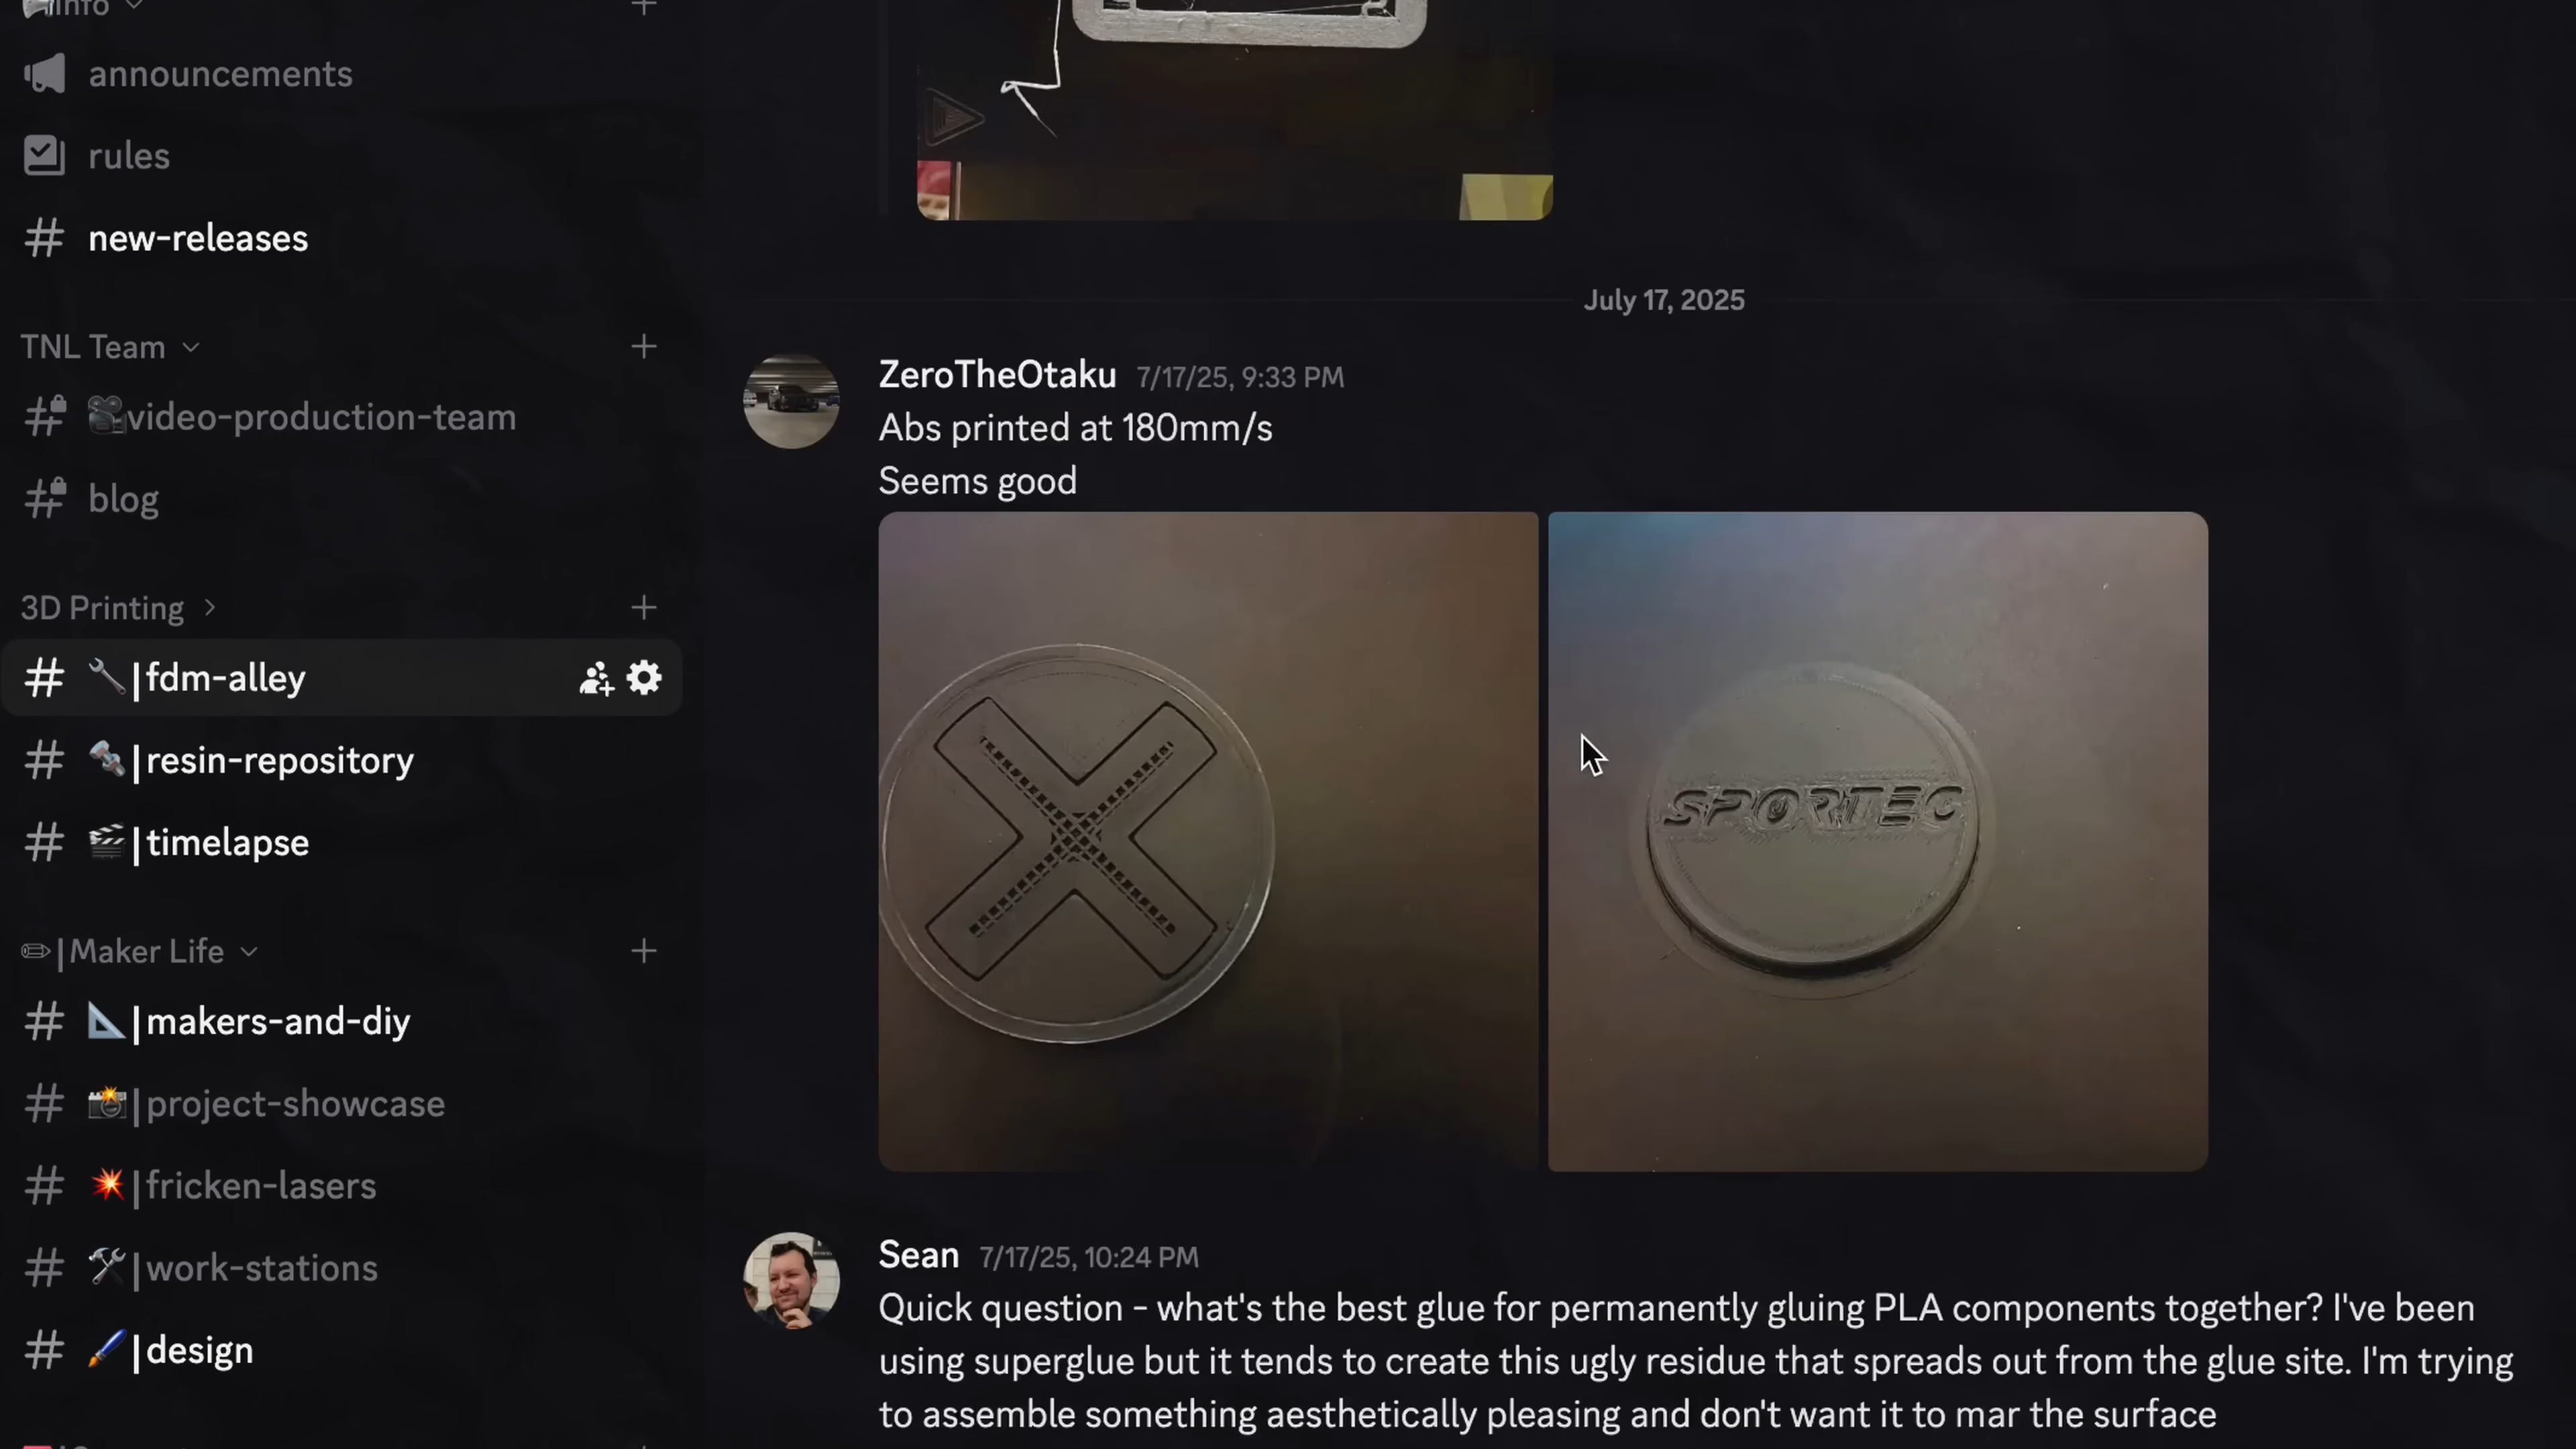 Info
announcements
rules
new-releases
TNL Team
video-production-team
blog
3D Printing
|fdm-alley
|resin-repository
|timelapse
|Maker Life
|makers-and-diy
|project-showcase
|fricken-lasers
|work-stations
|design
July 17, 2025
ZeroTheOtaku 7/17/25, 9:33 PM
Abs printed at 180mm/s
Seems good
SPORTEC
Sean 7/17/25, 10:24 PM
Quick question - what's the best glue for permanently gluing PLA components together? I've been
using superglue but it tends to create this ugly residue that spreads out from the glue site. I'm trying
to assemble something aesthetically pleasing and don't want it to mar the surface